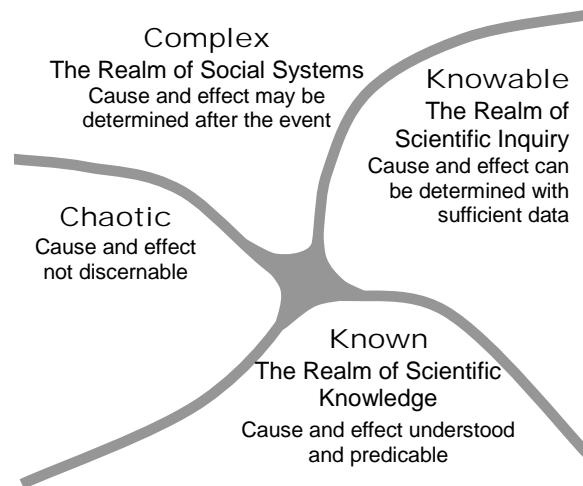 Complex
The Realm of Social Systems
Cause and effect may be
determined after the event
Knowable
The Realm of
Scientific Inquiry
Cause and effect can
be determined with
sufficient data
Chaotic
Cause and effect
not discernable
Known
The Realm of Scientific
Knowledge
Cause and effect understood
and predicable